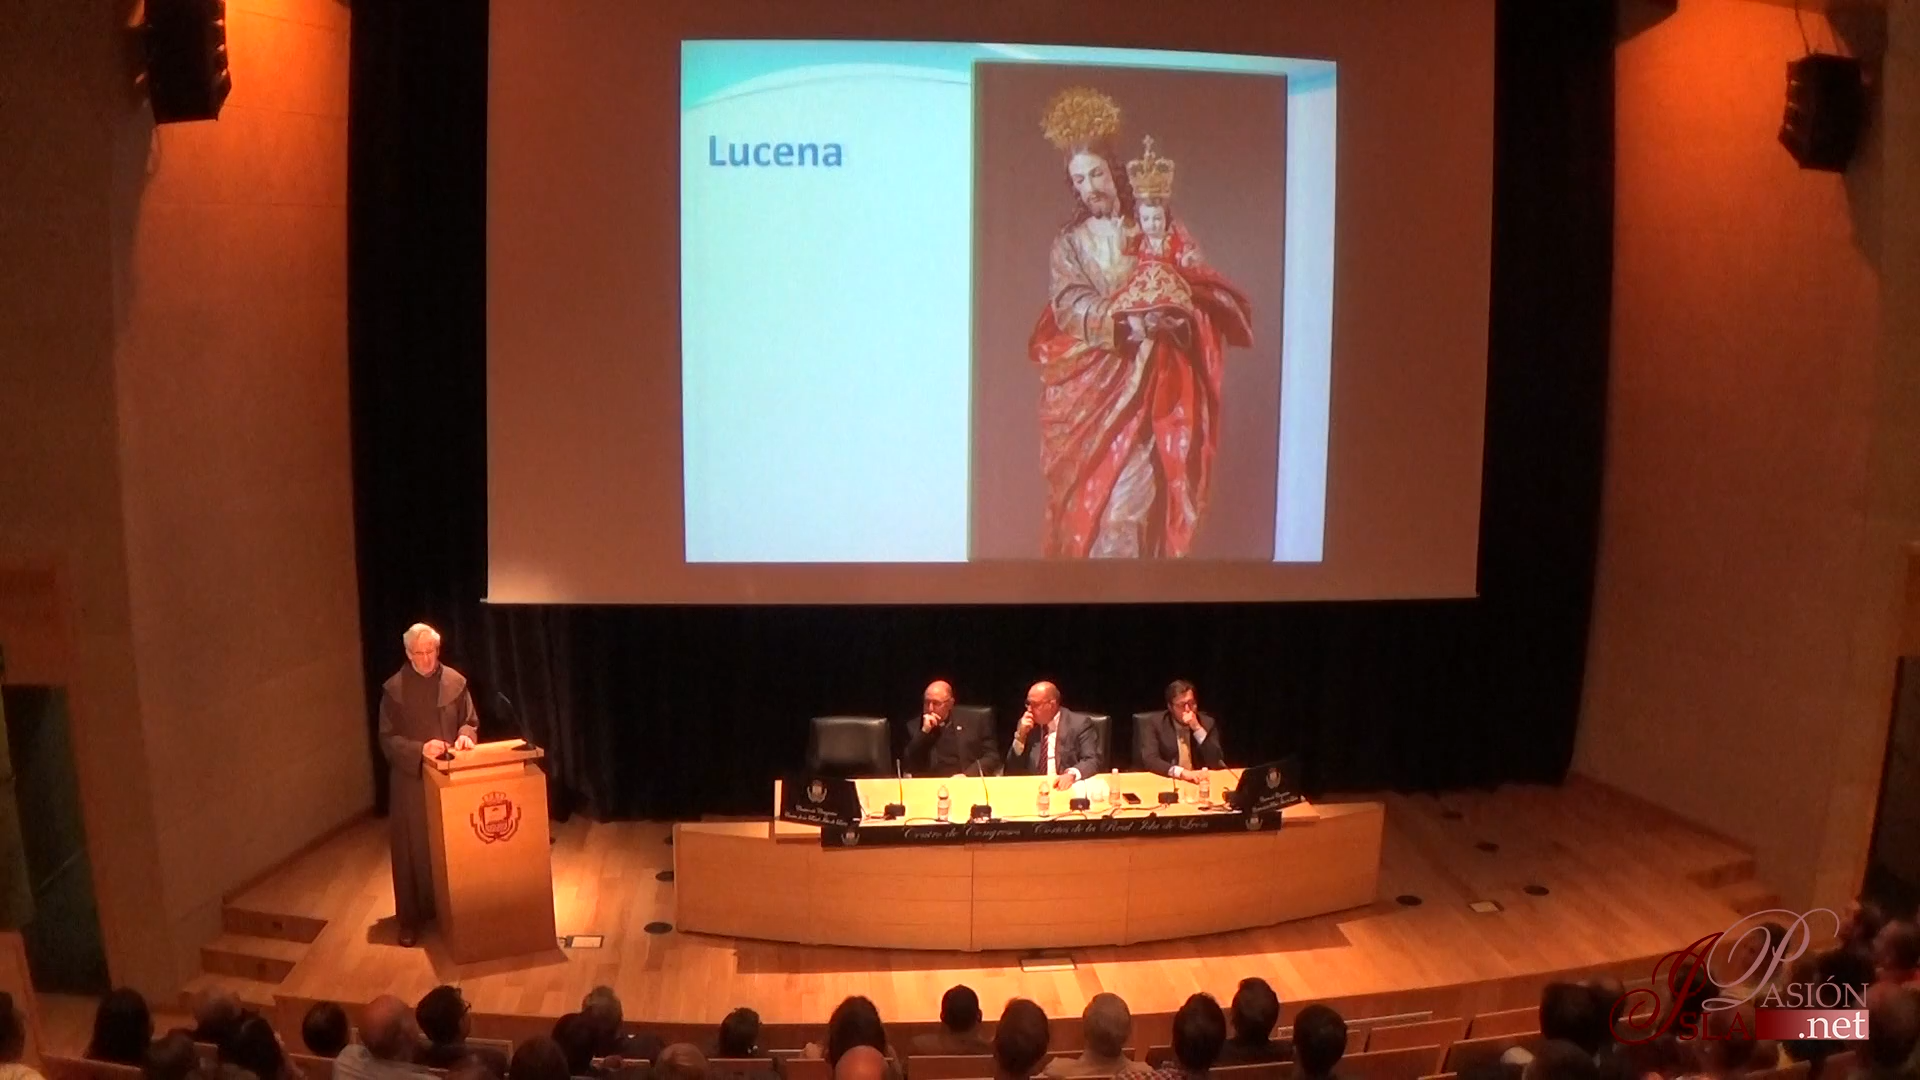 Lucena
Centro de Congresos Cortes de la Real Isla de León
PASIÓN
ISLA
.net